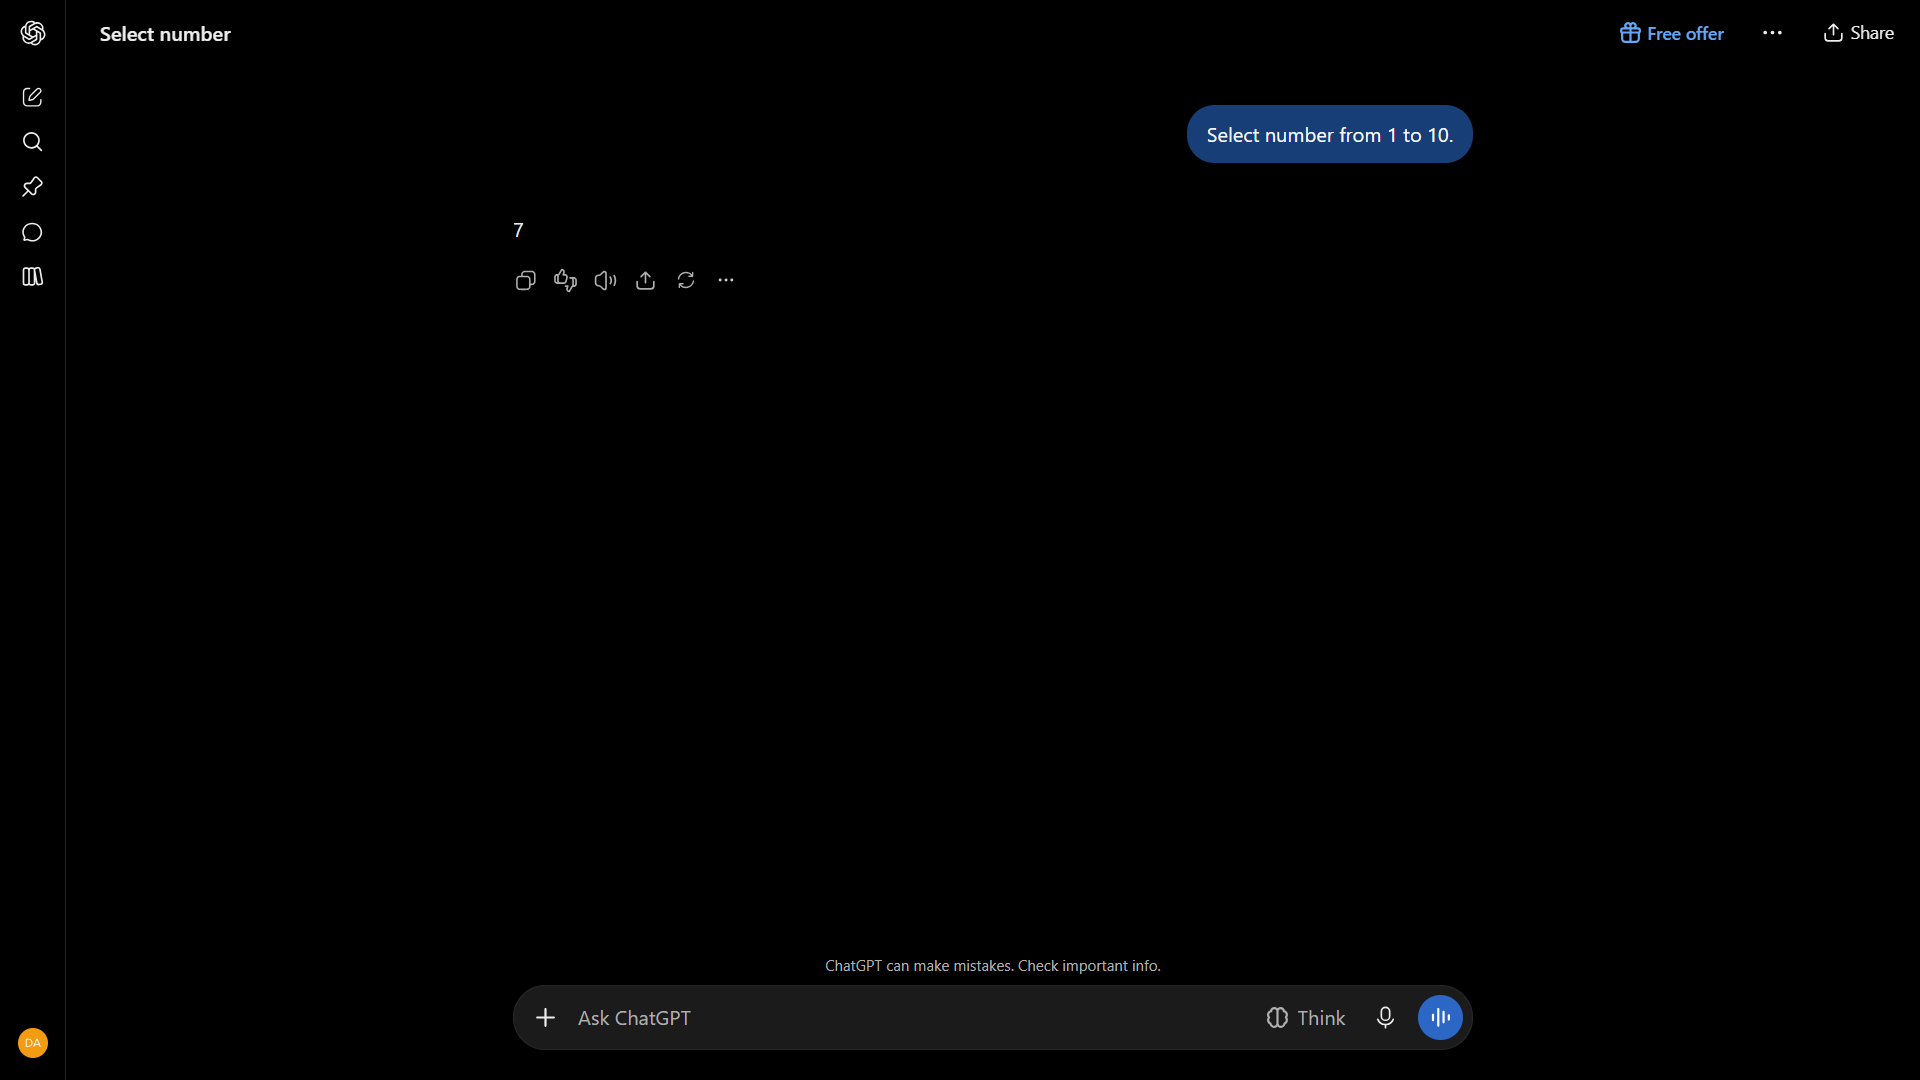 Select number
Free offer
Share
Select number from 1 to 10.
7
ChatGPT can make mistakes. Check important info.
Ask ChatGPT
Think
DA